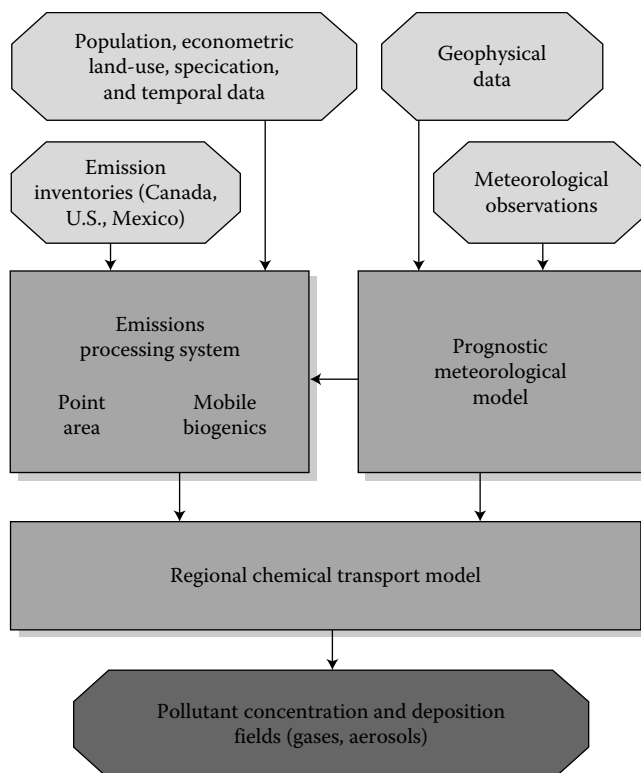 Population, econometric
land-use, specication,
and temporal data
Geophysical
data
Emission
inventories (Canada,
U.S., Mexico)
Meteorological
observations
Emissions
processing system
Point
area
Mobile
biogenics
Prognostic
meteorological
model
Regional chemical transport model
Pollutant concentration and deposition
fields (gases, aerosols)